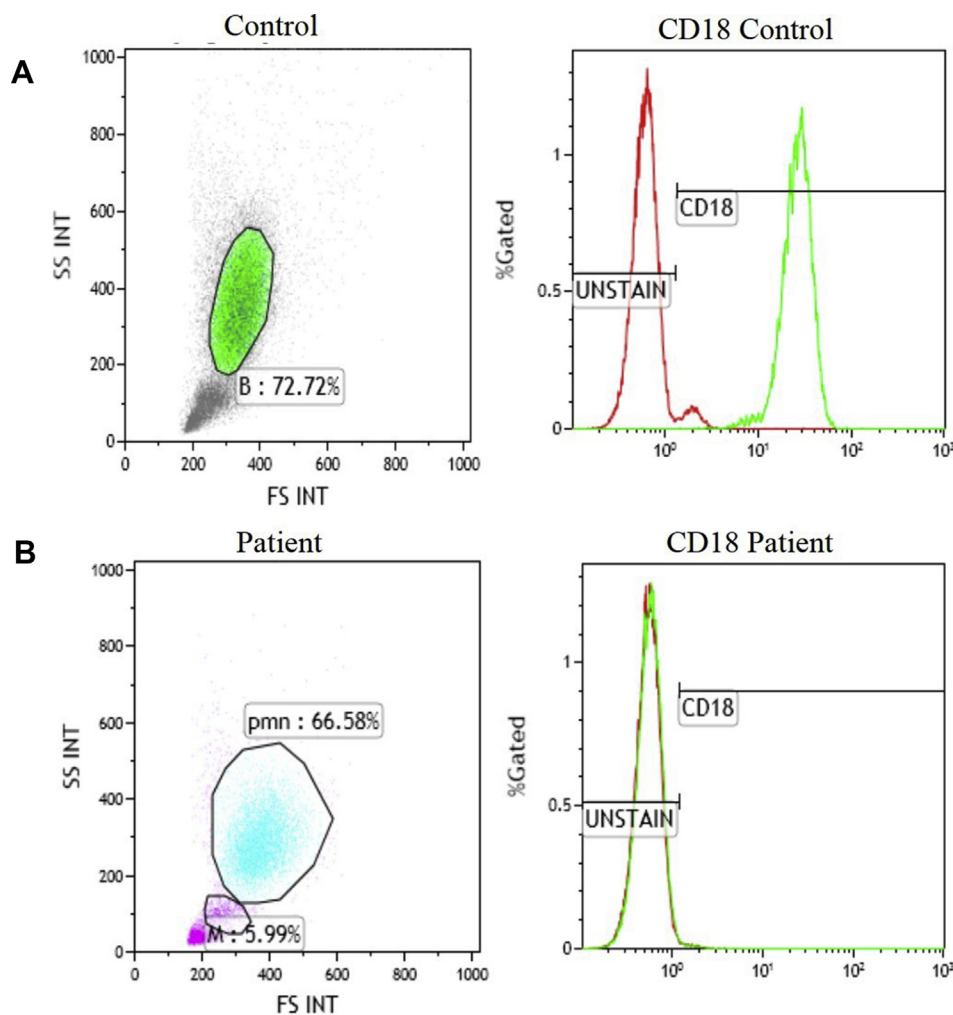 Control
CD18 Control
A
1000
800
600
400
200
0
SS INT
B : 72.72%
0 200 400 600 800 1000
FS INT
1
0.5
0
%Gated
CD18
UNSTAIN
10⁰ 10¹ 10² 10³
Patient
CD18 Patient
B
1000
800
600
400
200
0
SS INT
pmn : 66.58%
M : 5.99%
0 200 400 600 800 1000
FS INT
1
0.5
0
%Gated
CD18
UNSTAIN
10⁰ 10¹ 10² 10³